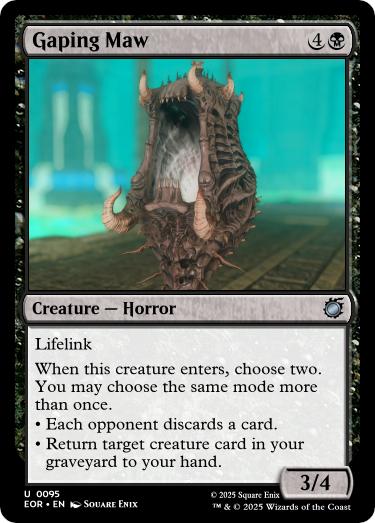 Gaping Maw 4
Creature — Horror
Lifelink
When this creature enters, choose two.
You may choose the same mode more
than once.
• Each opponent discards a card.
• Return target creature card in your
graveyard to your hand.
3/4
U 0095
EOR • EN Square Enix
© 2025 Square Enix
™ & © 2025 Wizards of the Coast